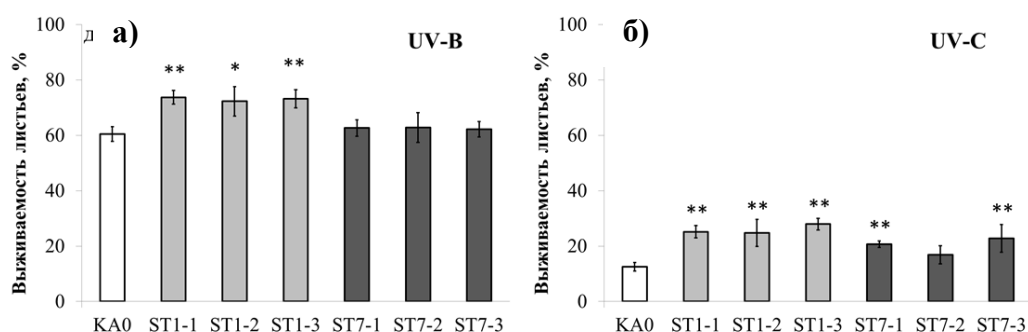 д а) UV-B
Выживаемость листьев, %
100
80
60
40
20
0
** * **
KA0 ST1-1 ST1-2 ST1-3 ST7-1 ST7-2 ST7-3
б) UV-C
Выживаемость листьев, %
100
80
60
40
20
0
** ** ** ** **
KA0 ST1-1 ST1-2 ST1-3 ST7-1 ST7-2 ST7-3